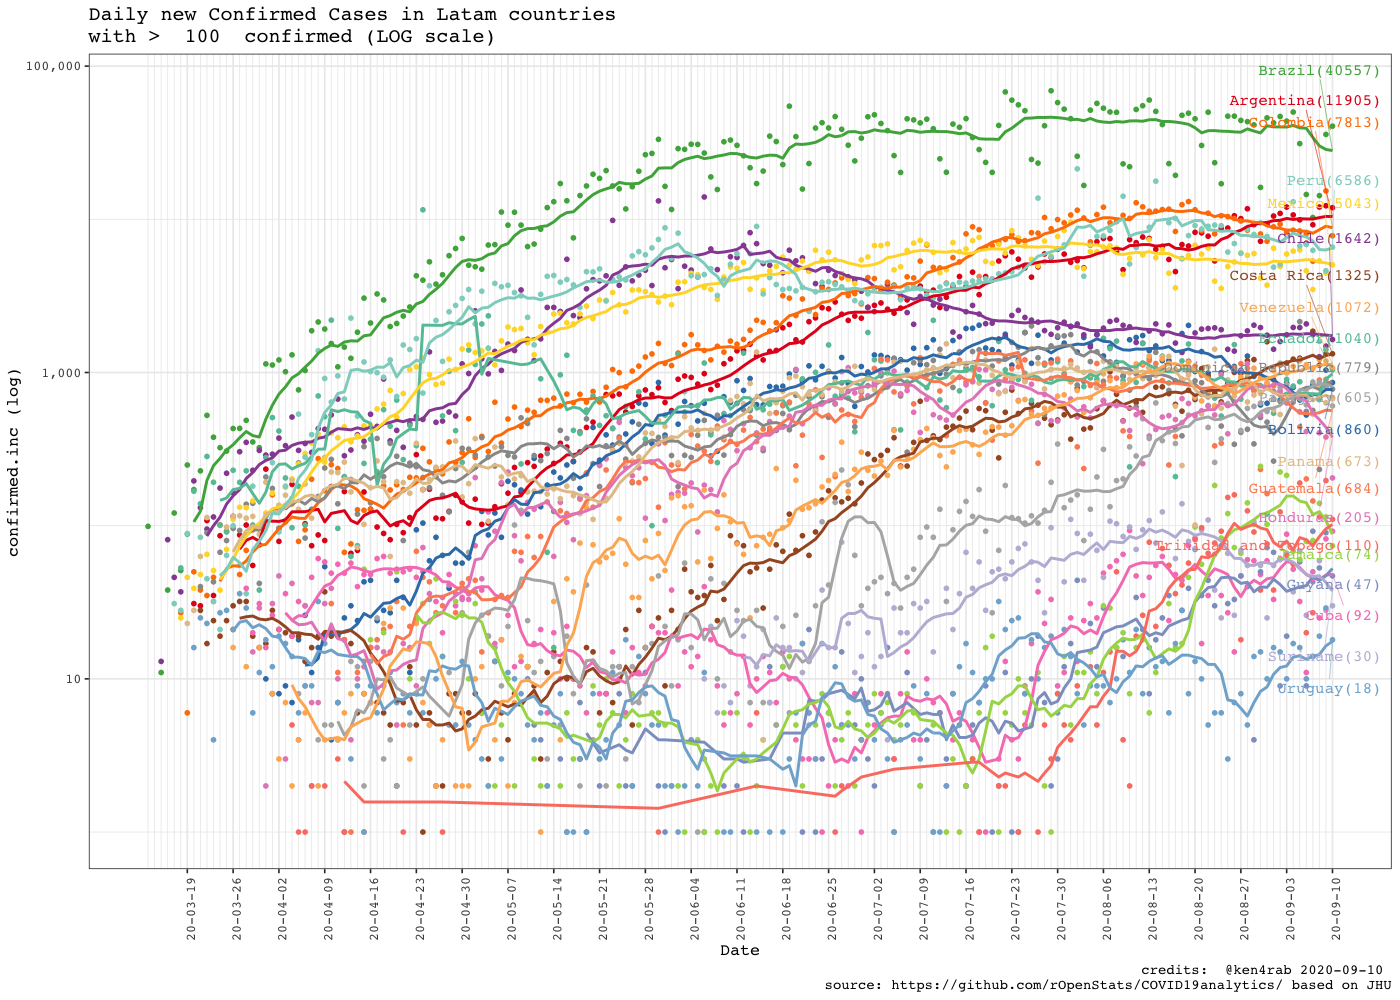 Daily new Confirmed Cases in Latam countries
with >  100  confirmed (LOG scale)
100,000
1,000
10
confirmed.inc (log)
Brazil(40557)
Argentina(11905)
Colombia(7813)
Peru(6586)
Mexico(5043)
Chile(1642)
Costa Rica(1325)
Venezuela(1072)
Ecuador(1040)
Dominican Republic(779)
(605)
Bolivia(860)
Panama(673)
Guatemala(684)
Honduras(205)
Trinidad and Tobago(110)
Jamaica(74)
Guyana(47)
Cuba(92)
Suriname(30)
Uruguay(18)
20-03-19
20-03-26
20-04-02
20-04-09
20-04-16
20-04-23
20-04-30
20-05-07
20-05-14
20-05-21
20-05-28
20-06-04
20-06-11
20-06-18
20-06-25
20-07-02
20-07-09
20-07-16
20-07-23
20-07-30
20-08-06
20-08-13
20-08-20
20-08-27
20-09-03
20-09-10
Date
credits:  @ken4rab 2020-09-10
source: https://github.com/rOpenStats/COVID19analytics/ based on JHU